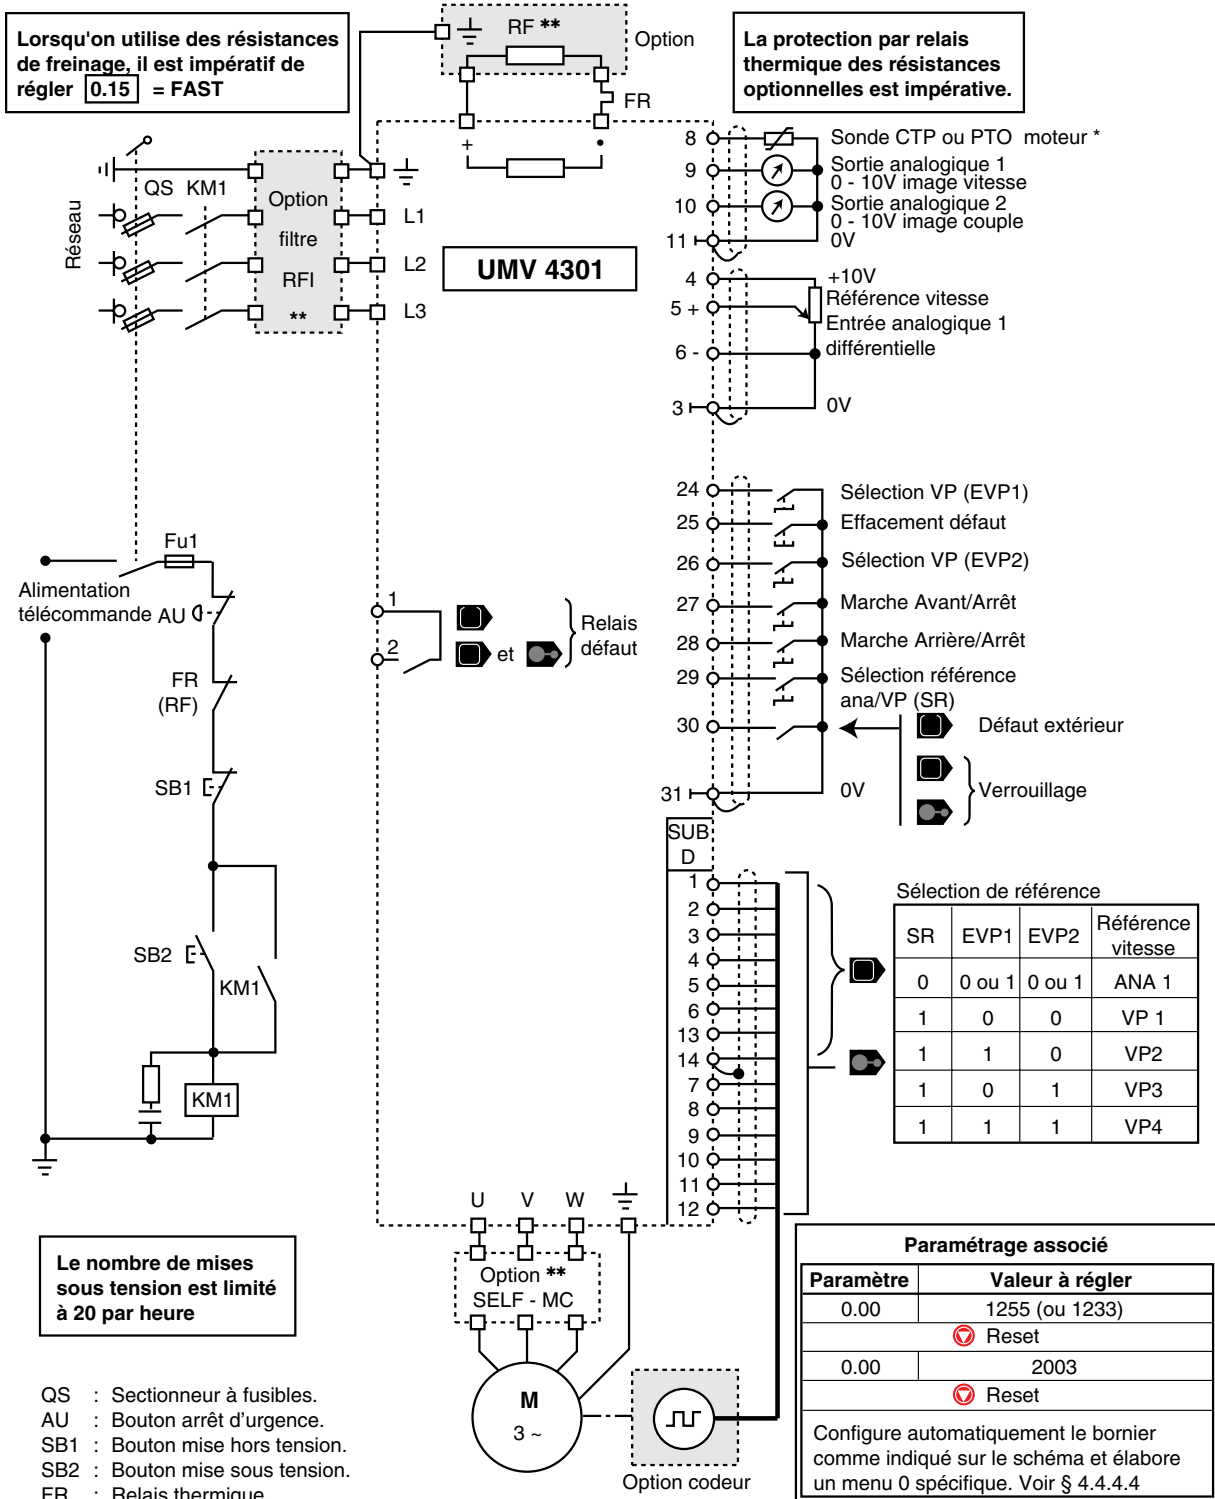 Lorsqu'on utilise des résistances
de freinage, il est impératif de
régler 0.15 = FAST
RF **
Option
FR
+
La protection par relais
thermique des résistances
optionnelles est impérative.
Réseau
QS KM1
Option
filtre
RFI
**
L1
L2
L3
UMV 4301
8 Sonde CTP ou PTO moteur *
9 Sortie analogique 1
0 - 10V image vitesse
10 Sortie analogique 2
0 - 10V image couple
11 0V
4 +10V
5 + Référence vitesse
Entrée analogique 1
6 - différentielle
3 0V
24 Sélection VP (EVP1)
25 Effacement défaut
26 Sélection VP (EVP2)
27 Marche Avant/Arrêt
28 Marche Arrière/Arrêt
29 Sélection référence
ana/VP (SR)
30 Défaut extérieur
Verrouillage
31 0V
Fu1
Alimentation
télécommande AU
FR
(RF)
SB1
SB2
KM1
KM1
1
2
et
Relais
défaut
SUB
D
1
2
3
4
5
6
13
14
7
8
9
10
11
12
Sélection de référence
SR EVP1 EVP2 Référence
vitesse
0 0 ou 1 0 ou 1 ANA 1
1 0 0 VP 1
1 1 0 VP2
1 0 1 VP3
1 1 1 VP4
U V W
Option **
SELF - MC
M
3 ~
Option codeur
Le nombre de mises
sous tension est limité
à 20 par heure
Paramétrage associé
Paramètre Valeur à régler
0.00 1255 (ou 1233)
Reset
0.00 2003
Reset
Configure automatiquement le bornier
comme indiqué sur le schéma et élabore
un menu 0 spécifique. Voir § 4.4.4.4
QS : Sectionneur à fusibles.
AU : Bouton arrêt d'urgence.
SB1 : Bouton mise hors tension.
SB2 : Bouton mise sous tension.
FR : Relais thermique